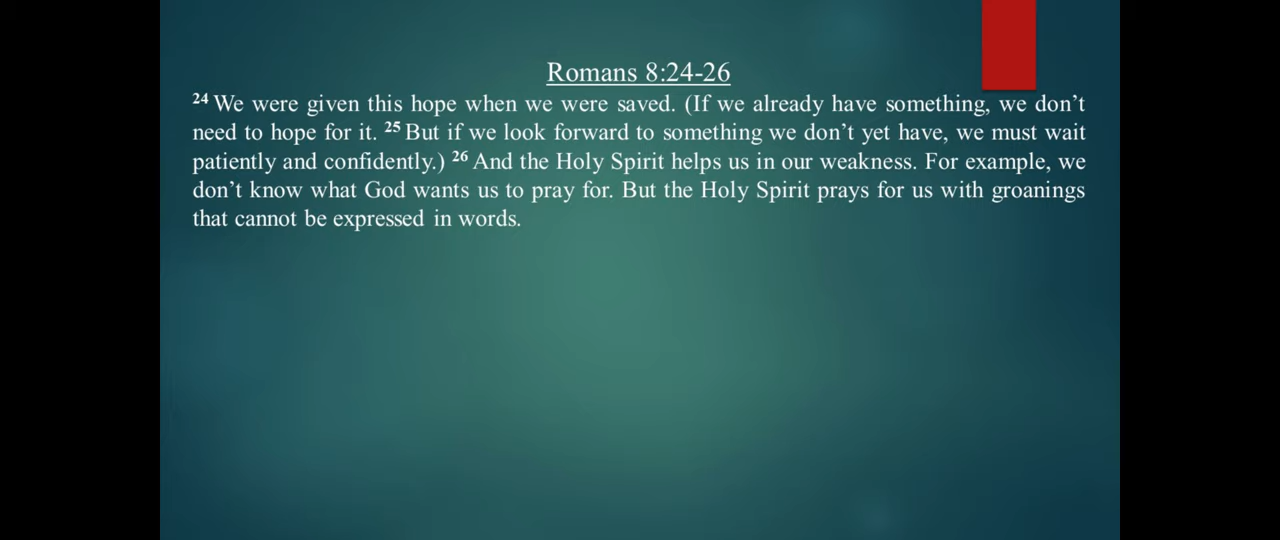 Romans 8:24-26
24 We were given this hope when we were saved. (If we already have something, we don’t
need to hope for it. 25 But if we look forward to something we don’t yet have, we must wait
patiently and confidently.) 26 And the Holy Spirit helps us in our weakness. For example, we
don’t know what God wants us to pray for. But the Holy Spirit prays for us with groanings
that cannot be expressed in words.